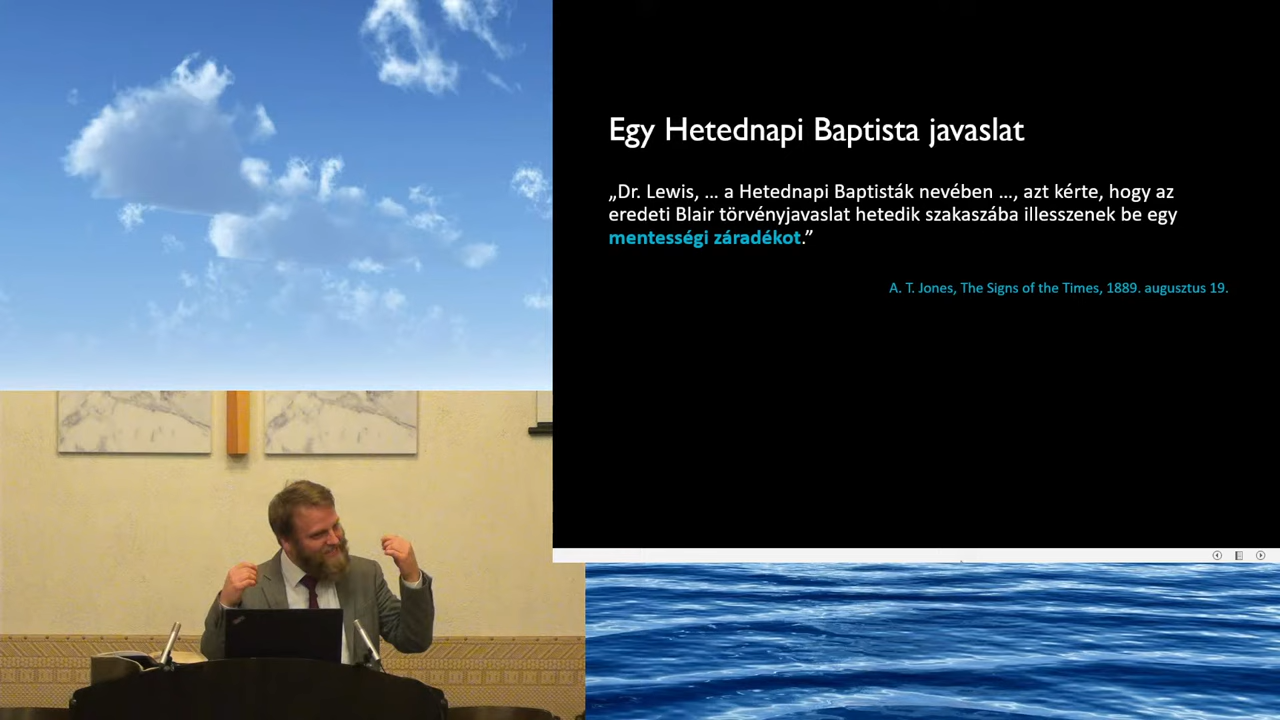 Egy Hetednapi Baptista javaslat
„Dr. Lewis, ... a Hetednapi Baptisták nevében ..., azt kérte, hogy az
eredeti Blair törvényjavaslat hetedik szakaszába illesszenek be egy
mentességi záradékot.”
A. T. Jones, The Signs of the Times, 1889. augusztus 19.